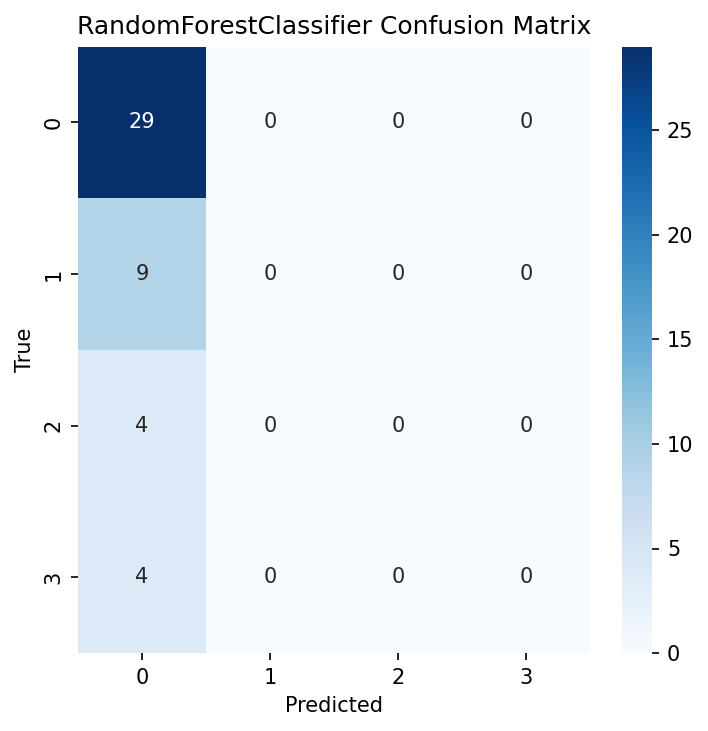 RandomForestClassifier Confusion Matrix
0 29 0 0 0
1 9 0 0 0
2 4 0 0 0
3 4 0 0 0
True
0 1 2 3
Predicted
25
20
15
10
5
0